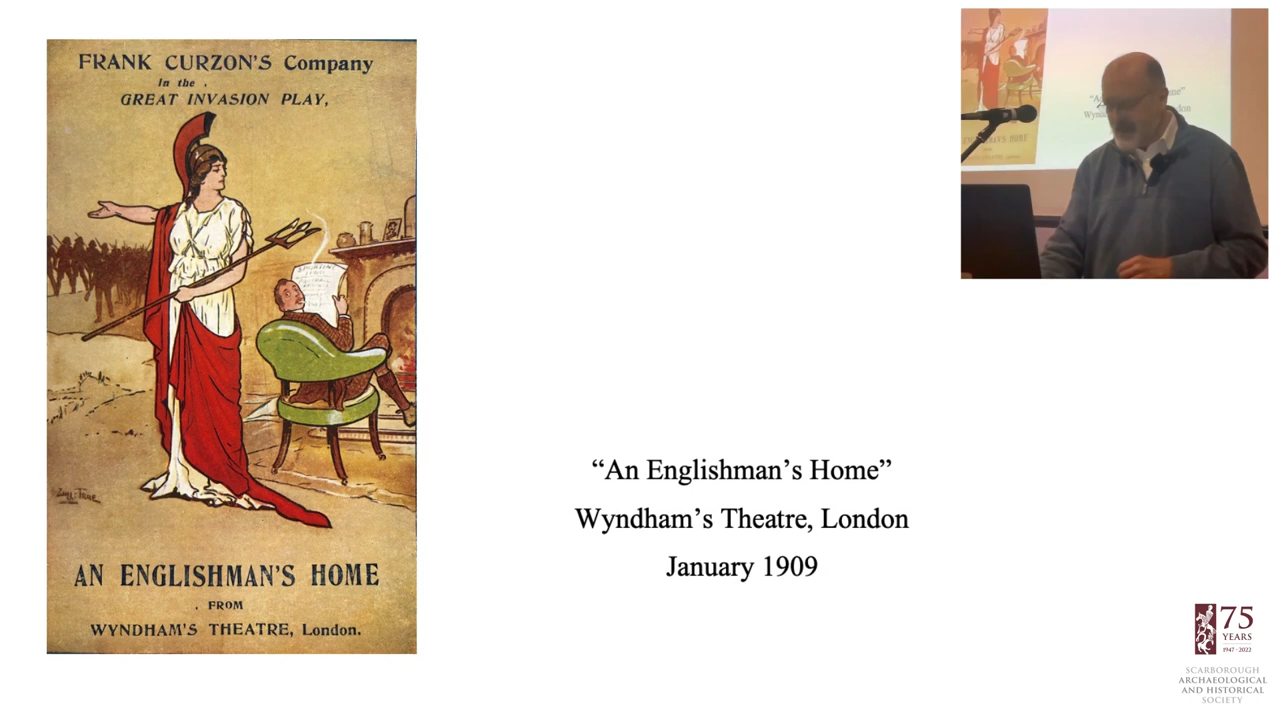 FRANK CURZON'S Company
In the .
GREAT INVASION PLAY,
AN ENGLISHMAN'S HOME
. FROM
WYNDHAM'S THEATRE, London.
“An Englishman’s Home”
Wyndham’s Theatre, London
January 1909
75
YEARS
1947 - 2022
SCARBOROUGH
ARCHAEOLOGICAL
AND HISTORICAL
SOCIETY